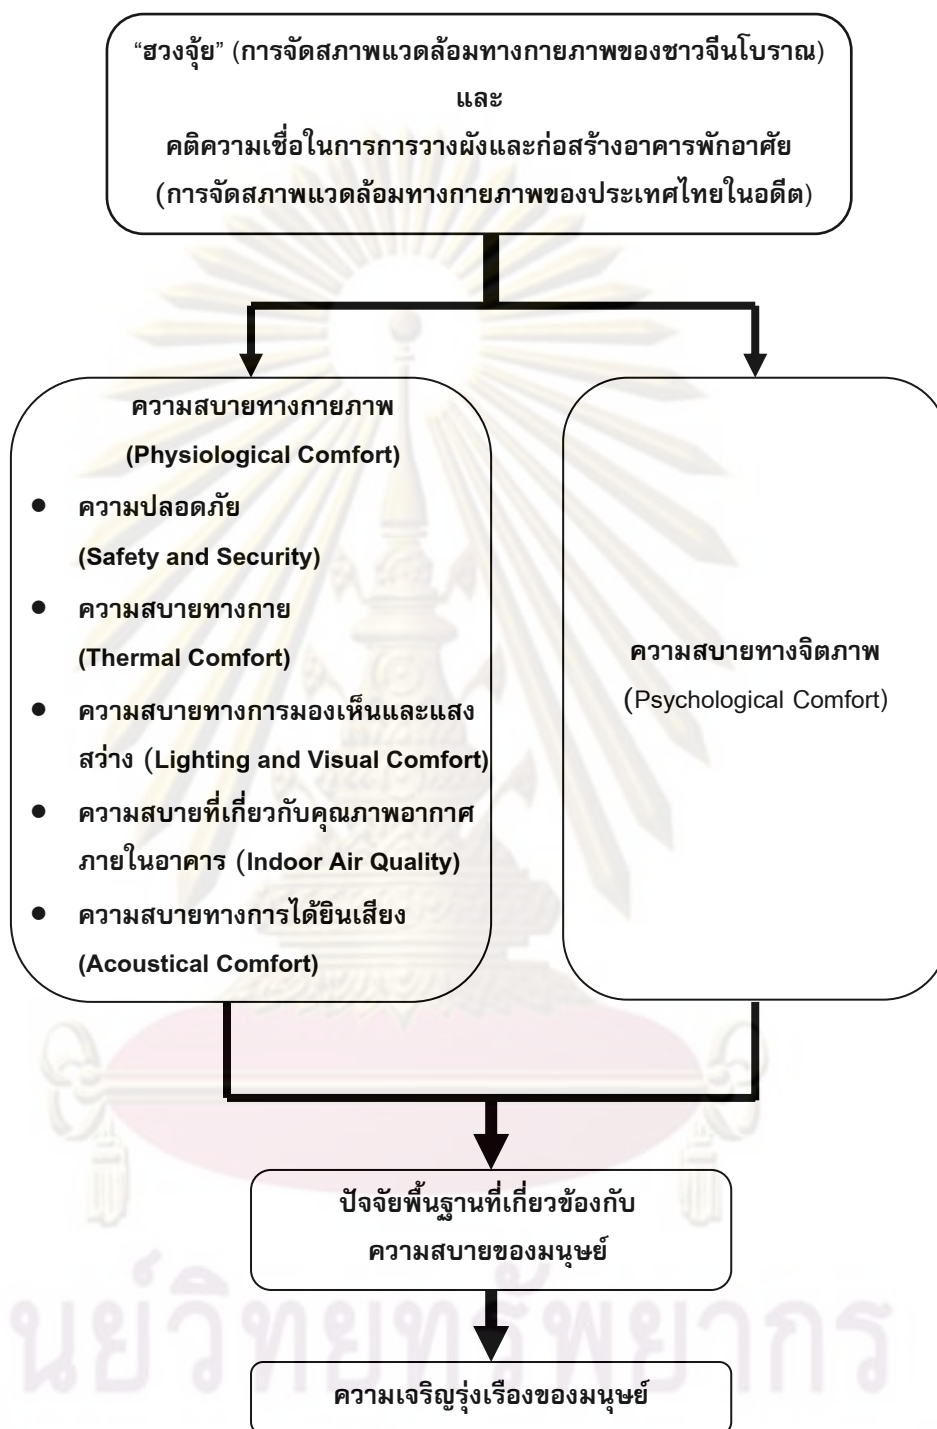 “ฮวงจุ้ย” (การจัดสภาพแวดล้อมทางกายภาพของชาวจีนโบราณ)
และ
คติความเชื่อในการการวางผังและก่อสร้างอาคารพักอาศัย
(การจัดสภาพแวดล้อมทางกายภาพของประเทศไทยในอดีต)
ความสบายทางกายภาพ
(Physiological Comfort)
● ความปลอดภัย
(Safety and Security)
● ความสบายทางกาย
(Thermal Comfort)
● ความสบายทางการมองเห็นและแสง
สว่าง (Lighting and Visual Comfort)
● ความสบายที่เกี่ยวกับคุณภาพอากาศ
ภายในอาคาร (Indoor Air Quality)
● ความสบายทางการได้ยินเสียง
(Acoustical Comfort)
ความสบายทางจิตภาพ
(Psychological Comfort)
ปัจจัยพื้นฐานที่เกี่ยวข้องกับ
ความสบายของมนุษย์
ความเจริญรุ่งเรืองของมนุษย์
นย์วิทยทรัพยากร